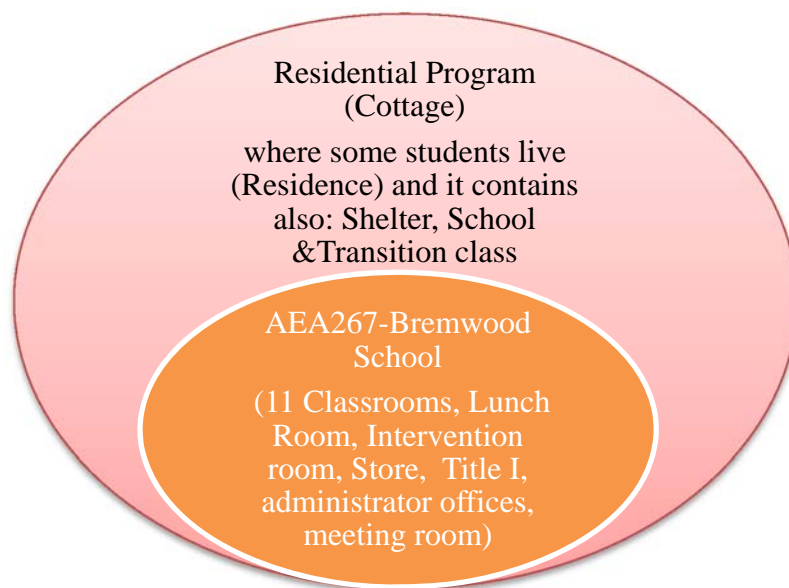 Residential Program
(Cottage)
where some students live
(Residence) and it contains
also: Shelter, School
&Transition class
AEA267-Bremwood
School
(11 Classrooms, Lunch
Room, Intervention
room, Store, Title I,
administrator offices,
meeting room)